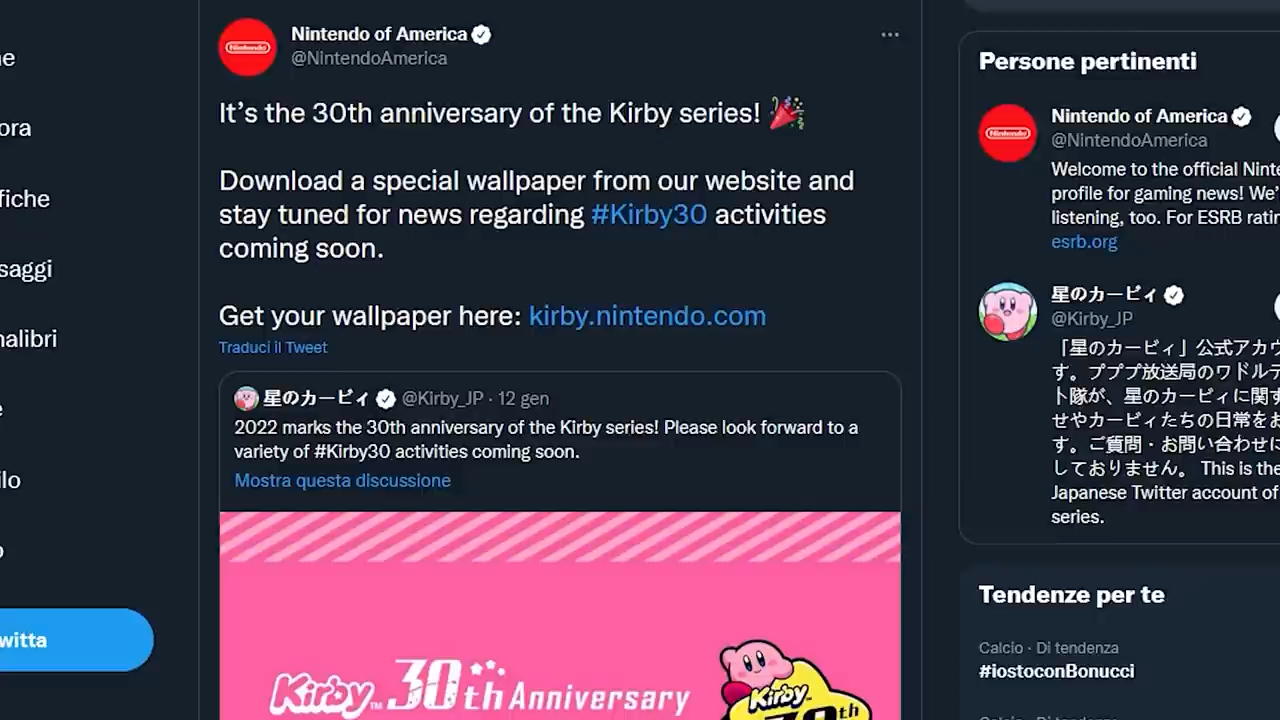 Nintendo of America
@NintendoAmerica
It's the 30th anniversary of the Kirby series!
Download a special wallpaper from our website and
stay tuned for news regarding #Kirby30 activities
coming soon.
Get your wallpaper here: kirby.nintendo.com
Traduci il Tweet
星のカービィ @Kirby_JP · 12 gen
2022 marks the 30th anniversary of the Kirby series! Please look forward to a
variety of #Kirby30 activities coming soon.
Mostra questa discussione
Kirby™ 30th Anniversary
Kirby
30th
Nintendo
e
ora
fiche
saggi
nalibri
e
lo
o
witta
Persone pertinenti
Nintendo of America
@NintendoAmerica
Nintendo
Welcome to the official Ninte
profile for gaming news! We'
listening, too. For ESRB ratin
esrb.org
星のカービィ
@Kirby_JP
「星のカービィ」公式アカウ
す。プププ放送局のワドルデ
ト隊が、星のカービィに関す
せやカービィたちの日常をお
す。ご質問・お問い合わせに
しておりません。 This is the
Japanese Twitter account of
series.
Tendenze per te
Calcio · Di tendenza
#iostoconBonucci